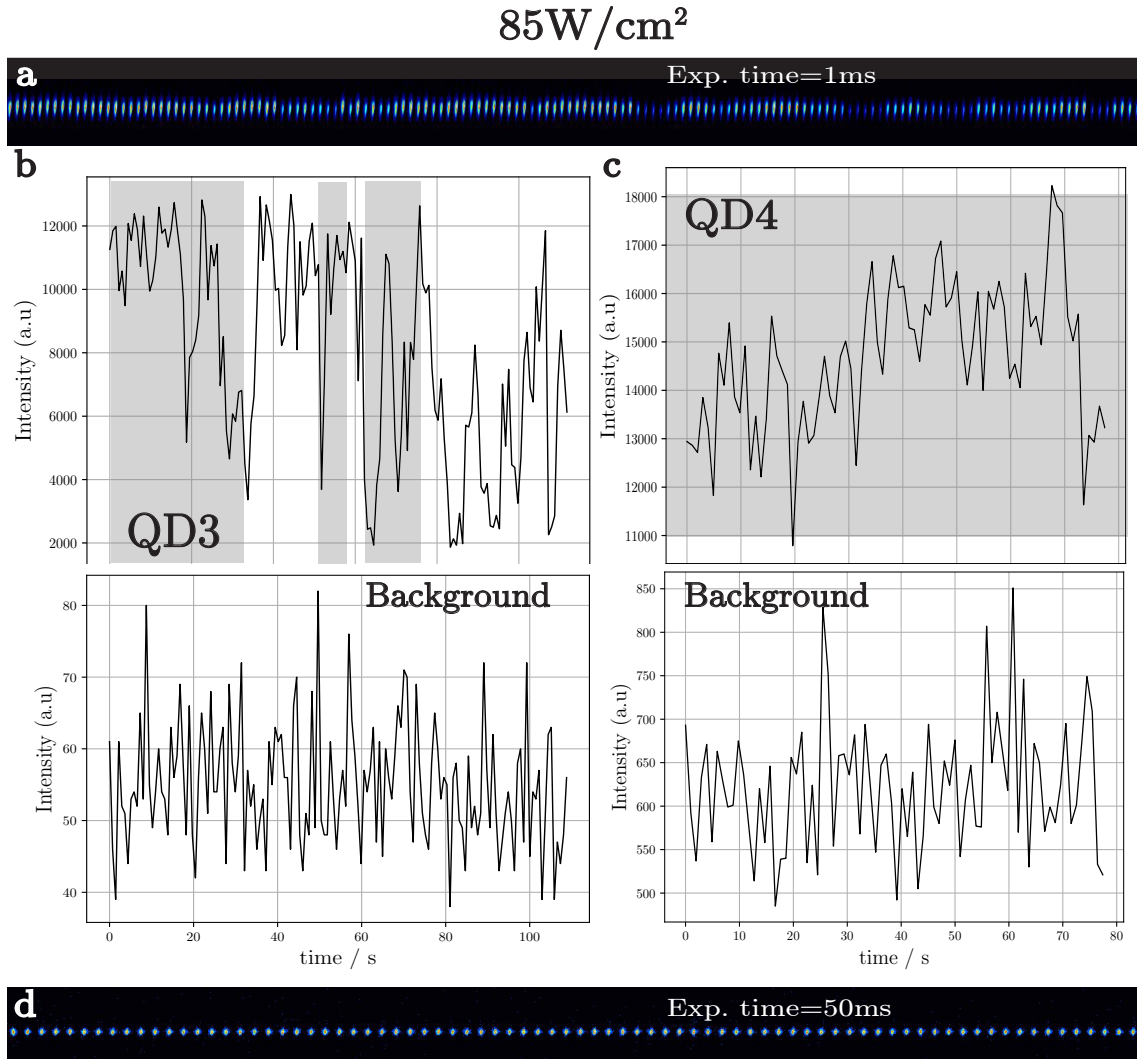 85W/cm²
a
Exp. time=1ms
b
c
12000
10000
8000
6000
4000
2000
Intensity (a.u)
QD3
18000
17000
16000
15000
14000
13000
12000
11000
Intensity (a.u)
QD4
80
70
60
50
40
Intensity (a.u)
Background
0
20
40
60
80
100
time / s
850
800
750
700
650
600
550
500
Intensity (a.u)
Background
0
10
20
30
40
50
60
70
80
time / s
d
Exp. time=50ms